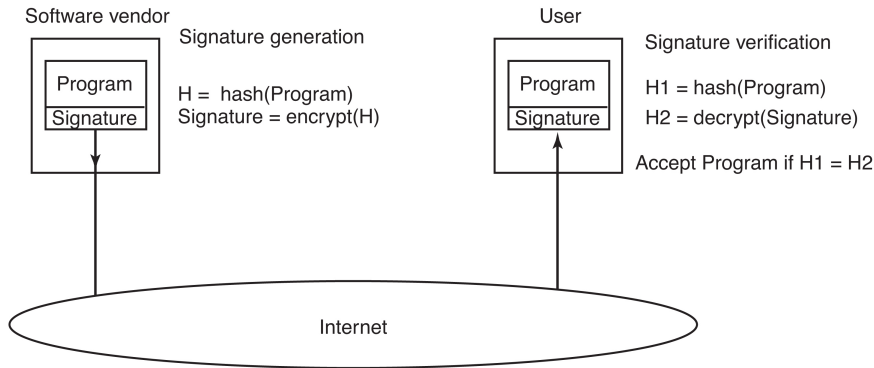 Software vendor
Signature generation
Program
Signature
H = hash(Program)
Signature = encrypt(H)
User
Signature verification
Program
Signature
H1 = hash(Program)
H2 = decrypt(Signature)
Accept Program if H1 = H2
Internet